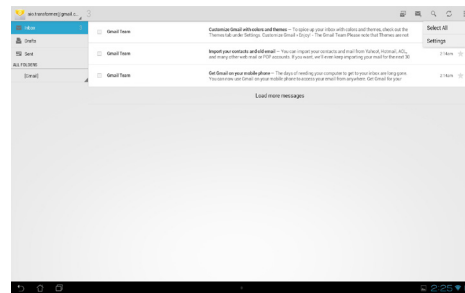 aio.transformer@gmail.c...
3
Inbox
3
Drafts
Sent
ALL FOLDERS
[Gmail]
Select All
Settings
Gmail Team
Customize Gmail with colors and themes — To spice up your inbox with colors and themes, check out the
Themes tab under Settings. Customize Gmail » Enjoy! - The Gmail Team Please note that Themes are not
Gmail Team
Import your contacts and old email — You can import your contacts and mail from Yahoo!, Hotmail, AOL,
and many other web mail or POP accounts. If you want, we'll even keep importing your mail for the next 30
Gmail Team
Get Gmail on your mobile phone — The days of needing your computer to get to your inbox are long gone.
You can now use Gmail on your mobile phone to access your email from anywhere. Get Gmail for your
Load more messages
2:25